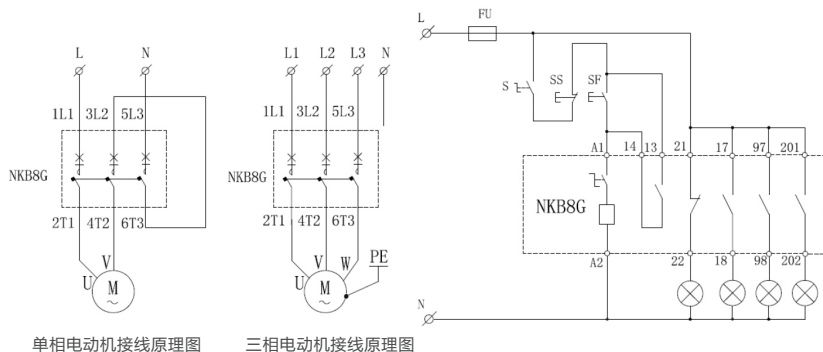 L N
1L1 3L2 5L3
NKB8G
2T1 4T2 6T3
U V
M
~
单相电动机接线原理图
L1 L2 L3 N
1L1 3L2 5L3
NKB8G
2T1 4T2 6T3
U V W PE
M
~
三相电动机接线原理图
L FU
S SS SF
A1 14 13 21 17 97 201
NKB8G
A2 22 18 98 202
N